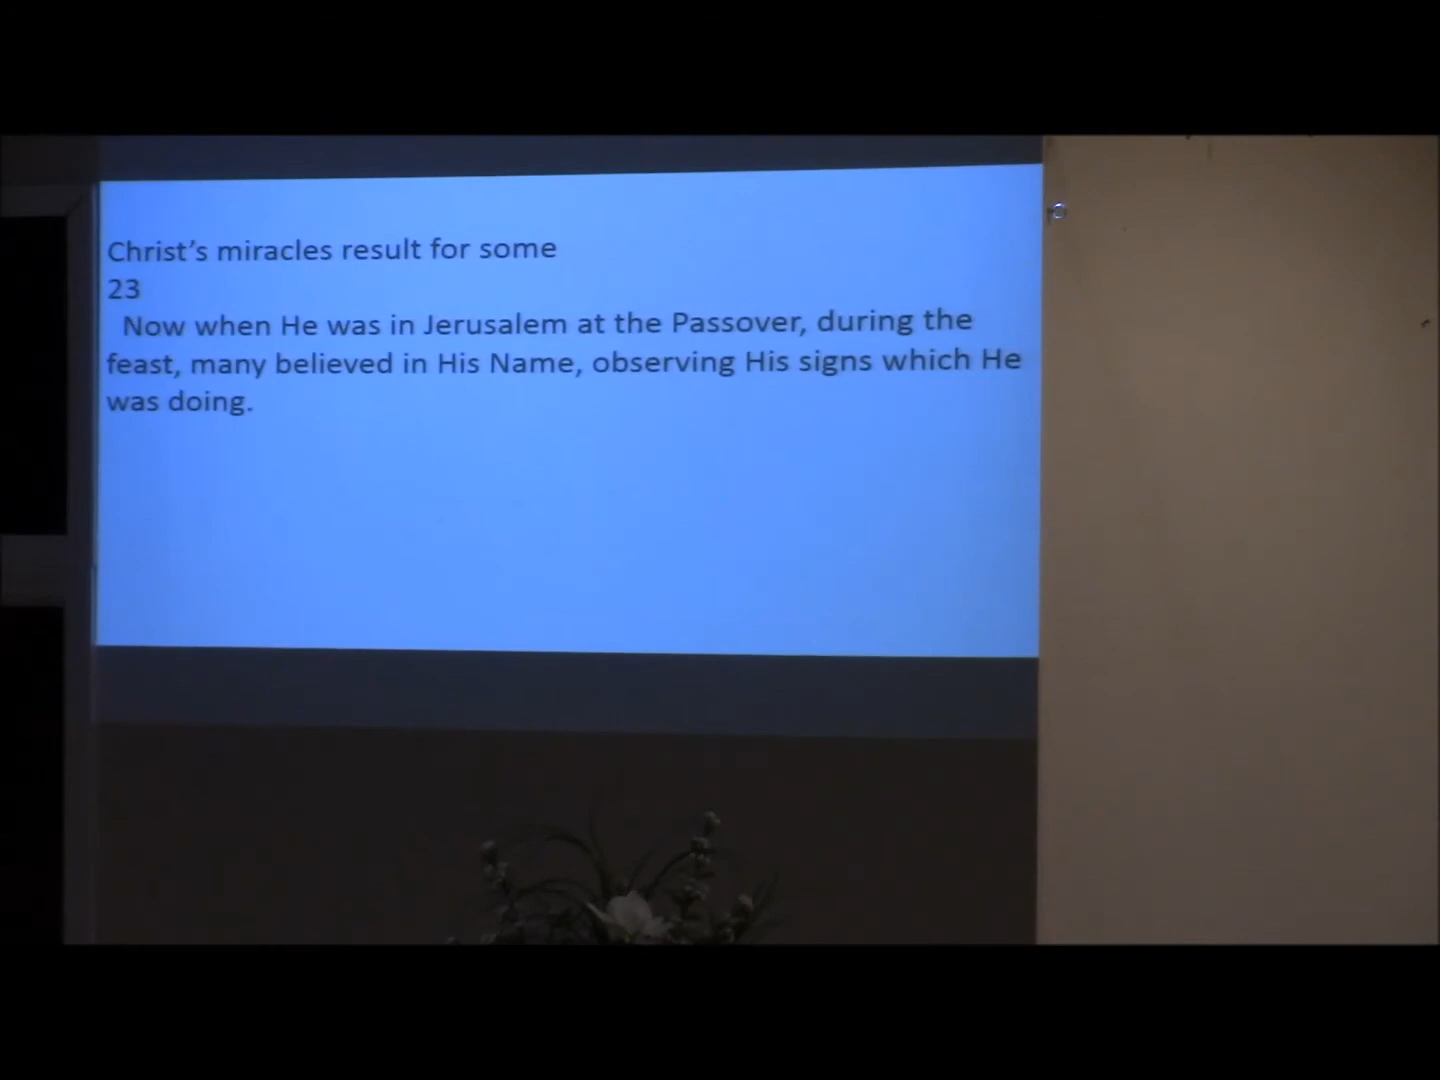 Christ's miracles result for some
23
Now when He was in Jerusalem at the Passover, during the
feast, many believed in His Name, observing His signs which He
was doing.